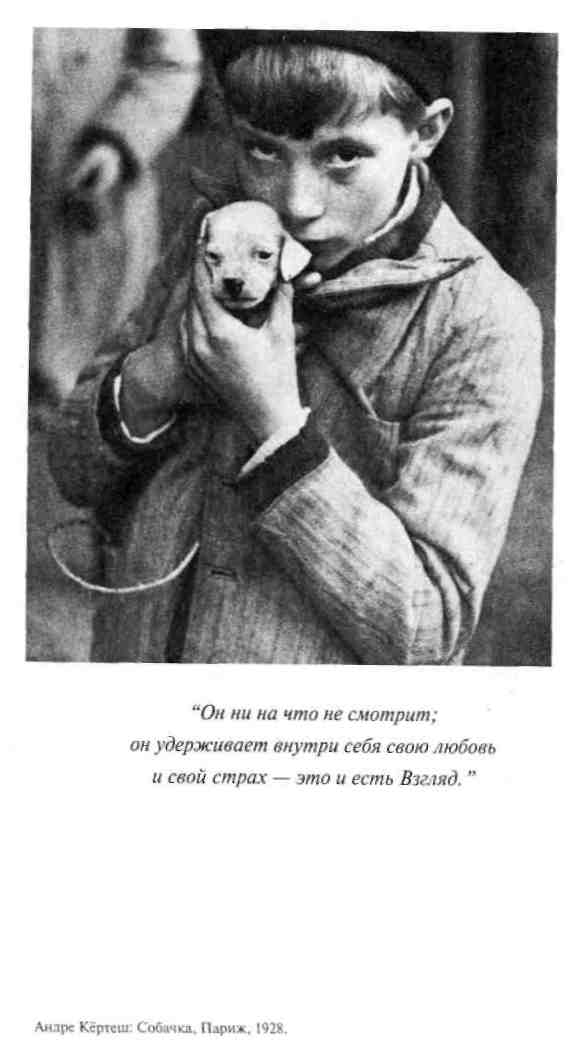 “Он ни на что не смотрит;
он удерживает внутри себя свою любовь
и свой страх — это и есть Взгляд.”
Андре Кёртеш: Собачка, Париж, 1928.